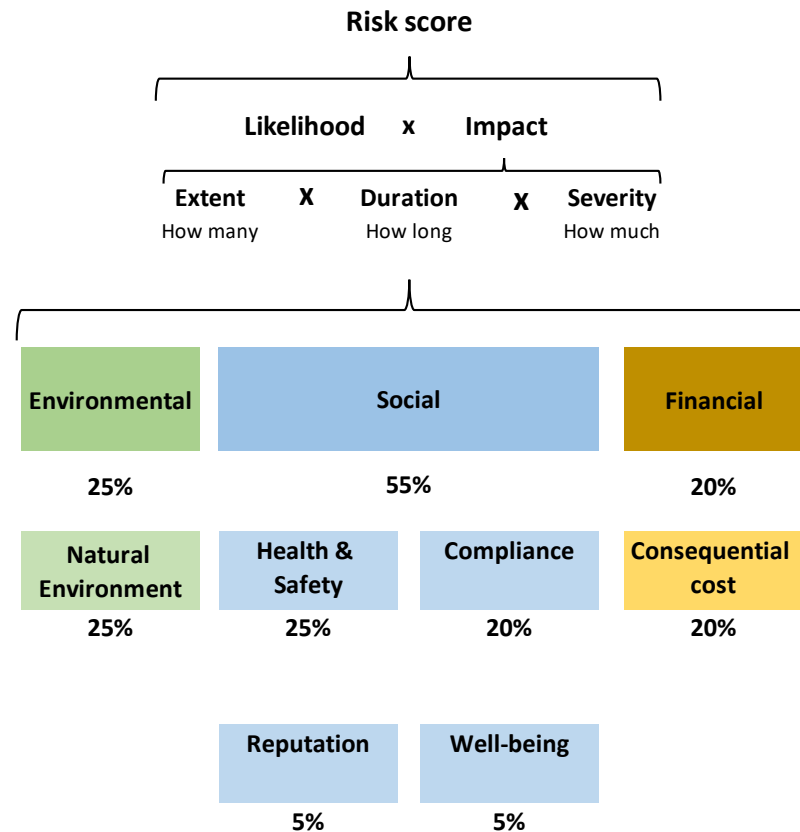 Risk score
Likelihood x Impact
Extent X Duration X Severity
How many How long How much
Environmental Social Financial
25% 55% 20%
Natural Health & Compliance Consequential
Environment Safety cost
25% 25% 20% 20%
Reputation Well-being
5% 5%